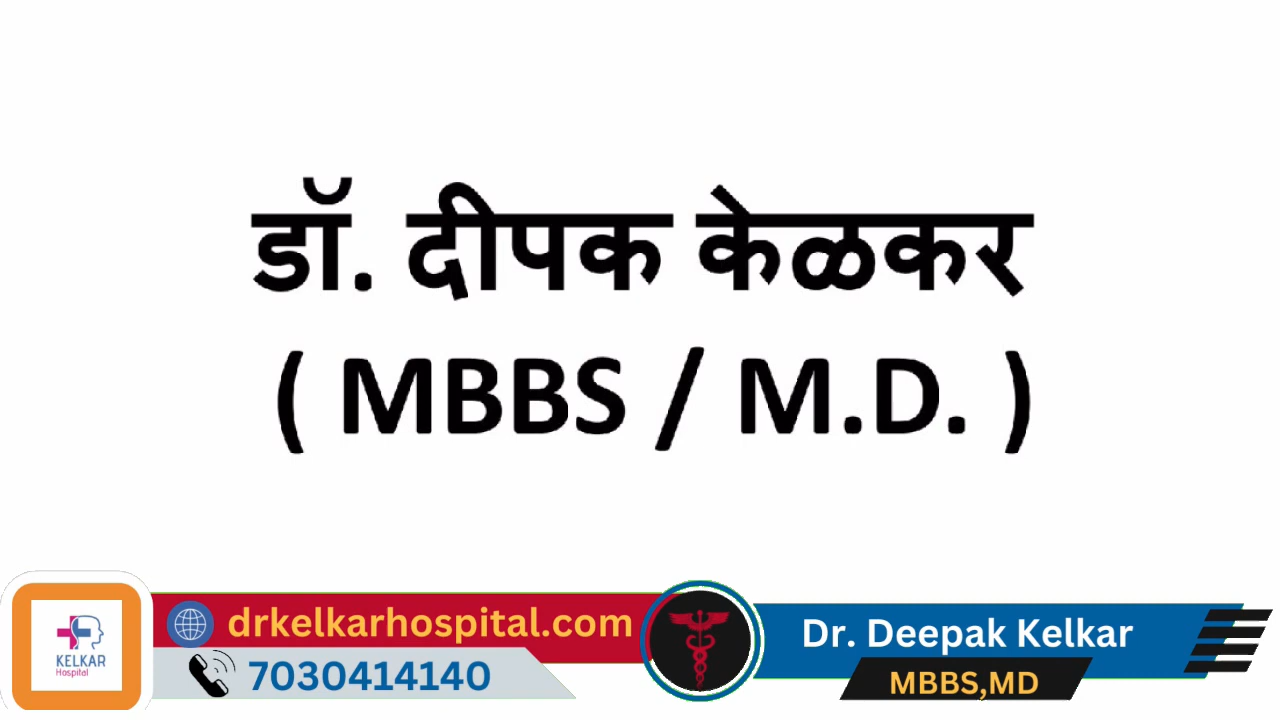 डॉ. दीपक केळकर
( MBBS / M.D. )
KELKAR
Hospital
drkelkarhospital.com
7030414140
Dr. Deepak Kelkar
MBBS,MD